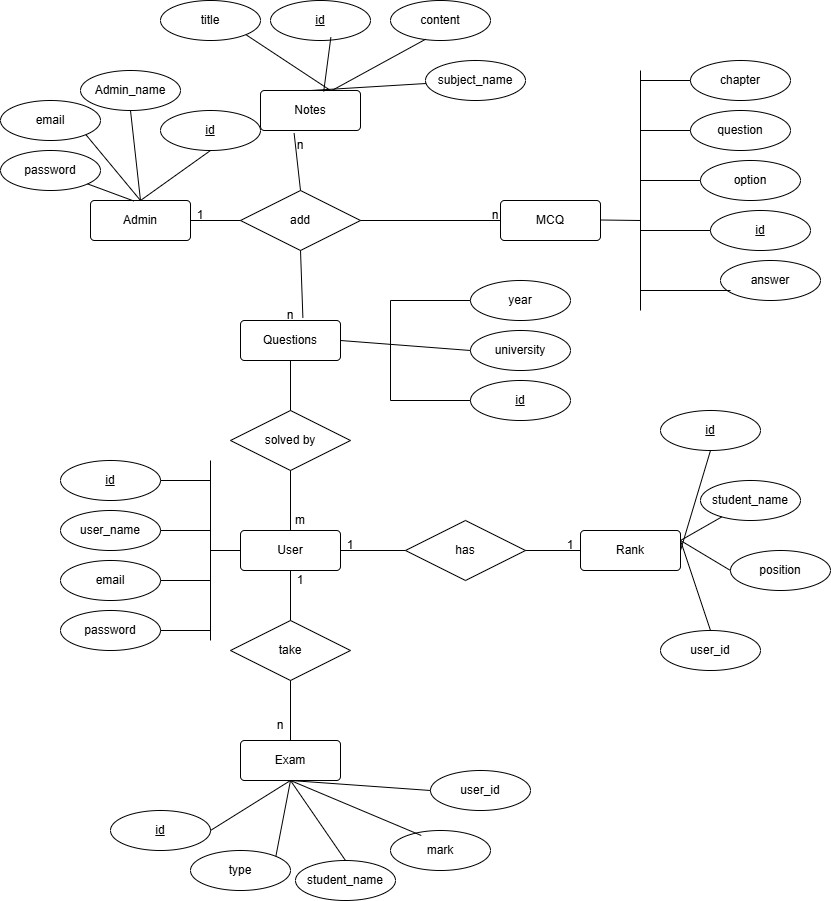 title
id
content
subject_name
Notes
Admin_name
email
id
password
n
chapter
question
option
id
answer
Admin
1
add
n
MCQ
n
Questions
year
university
id
solved by
m
id
user_name
email
password
User
1
has
1
Rank
id
student_name
position
user_id
1
take
n
Exam
id
type
student_name
mark
user_id